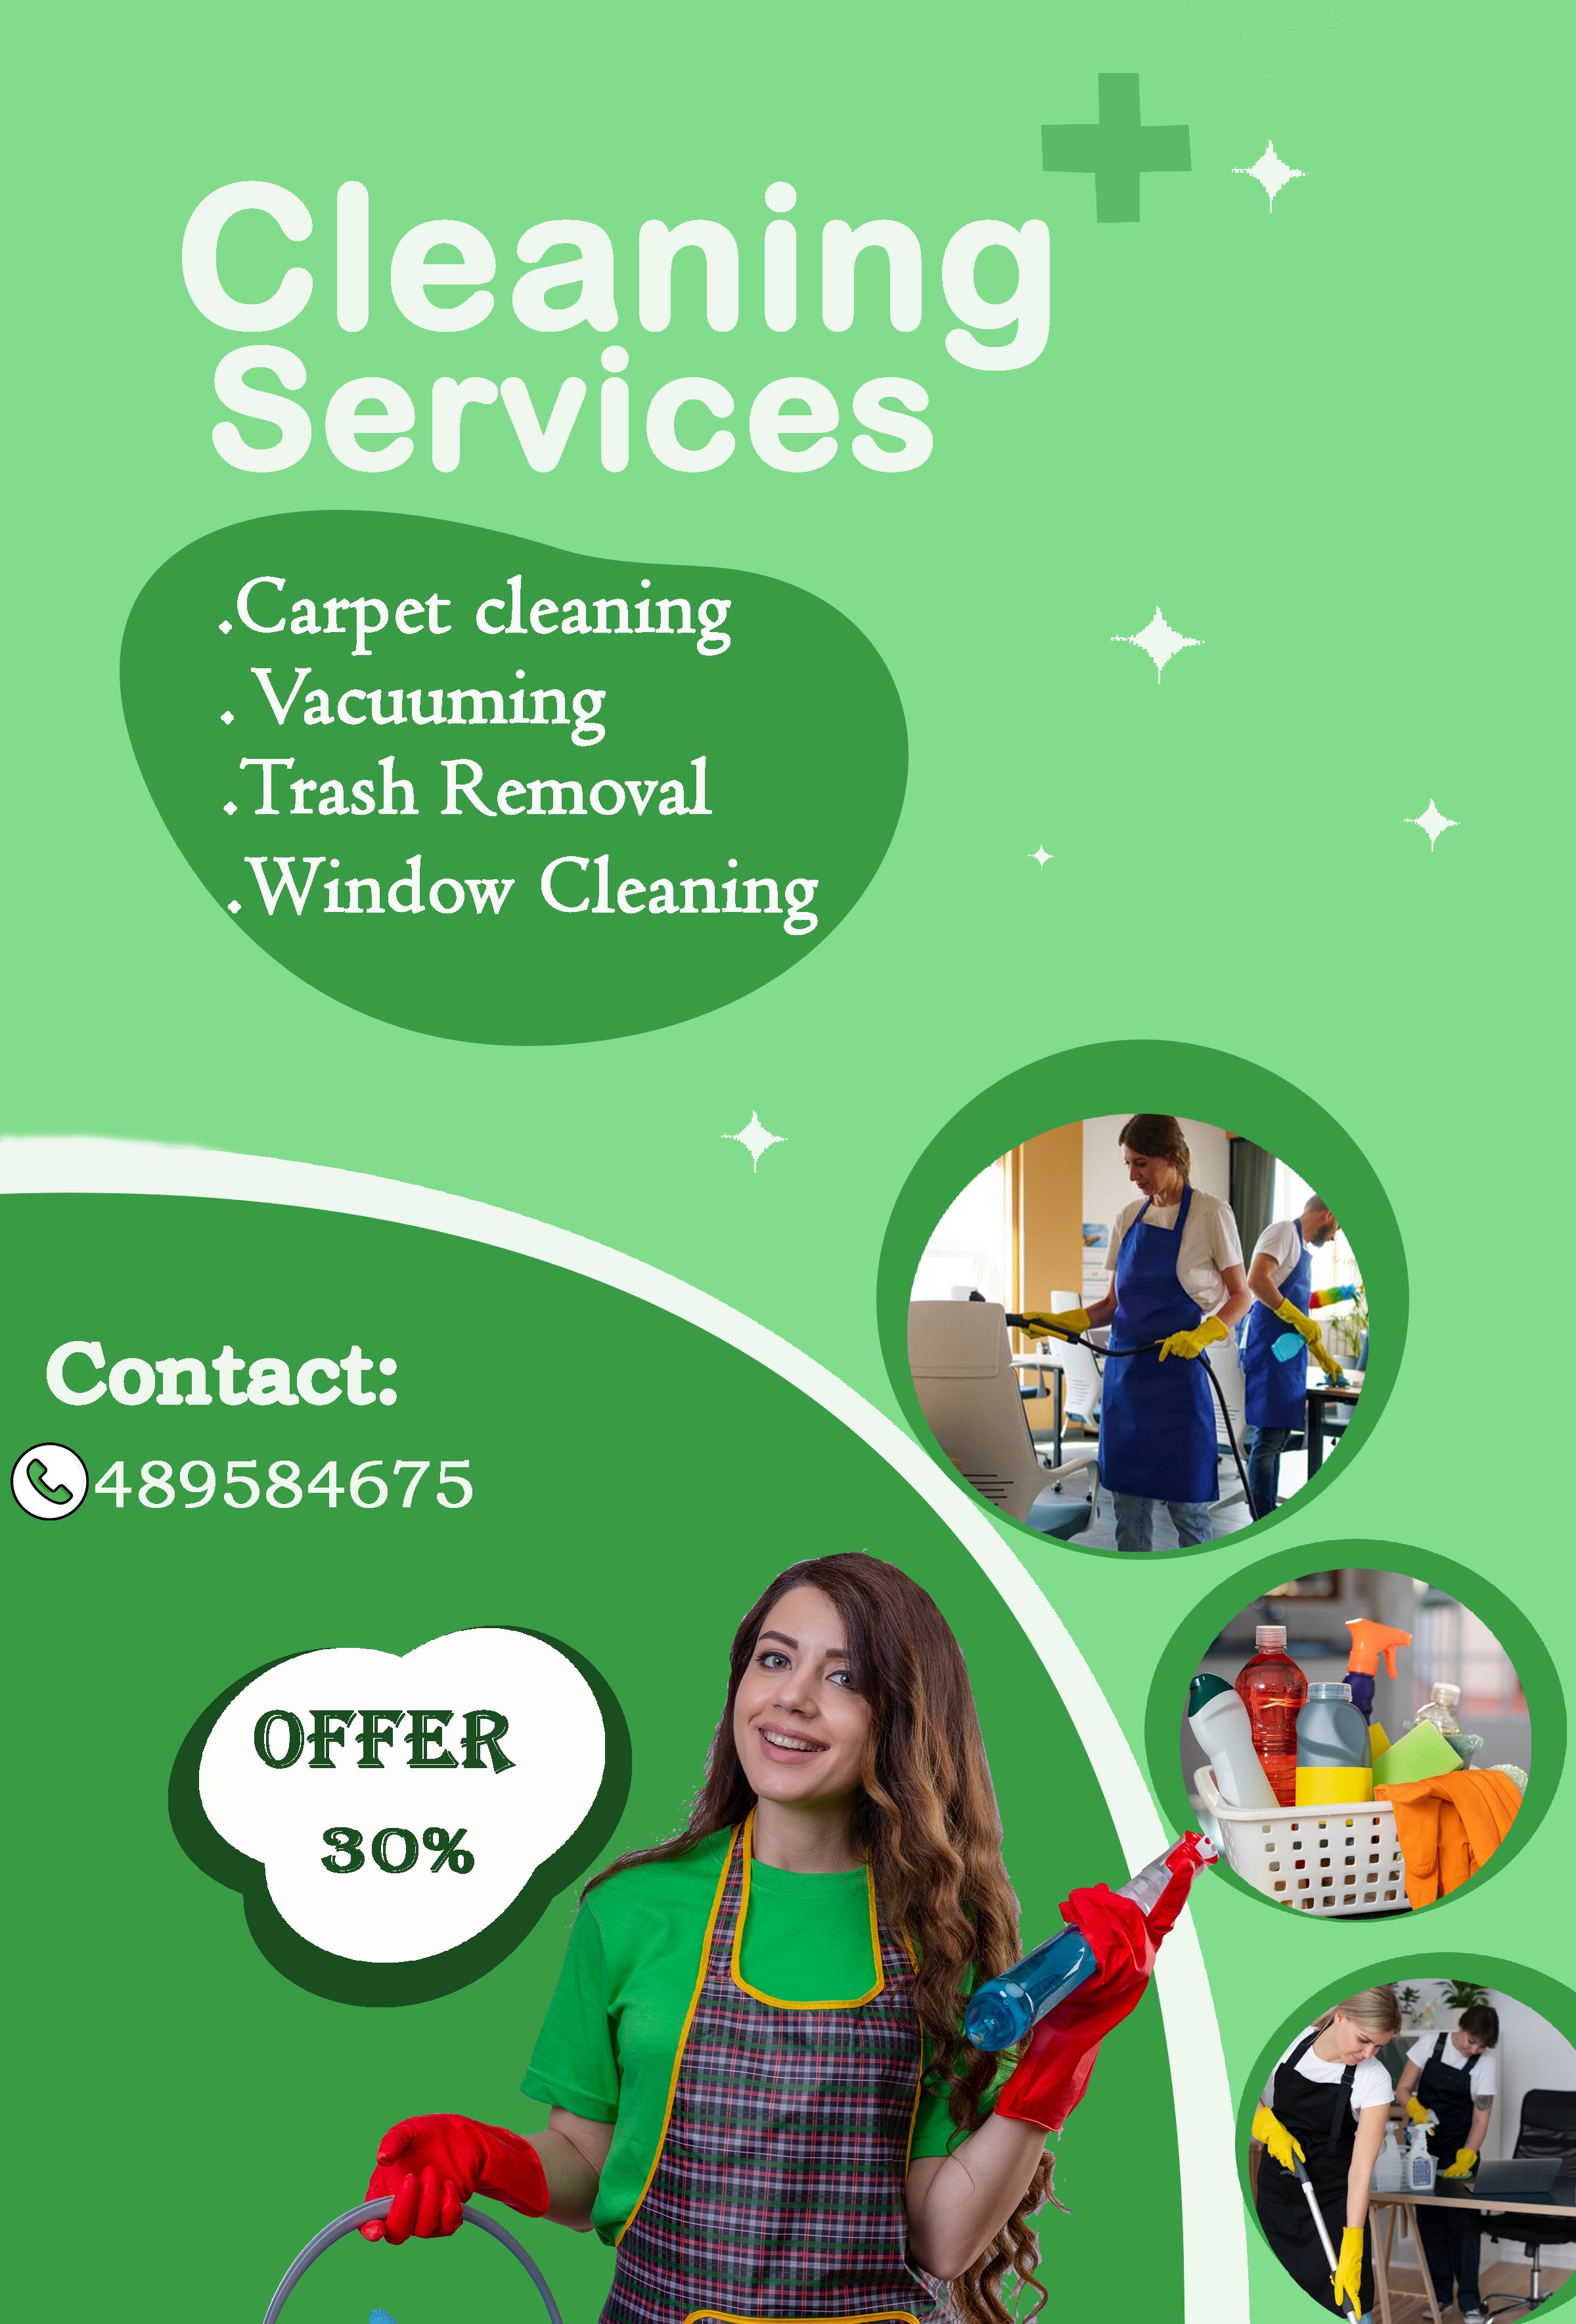 Cleaning
Services
.Carpet cleaning
. Vacuuming
.Trash Removal
.Window Cleaning
Contact:
489584675
OFFER
30%